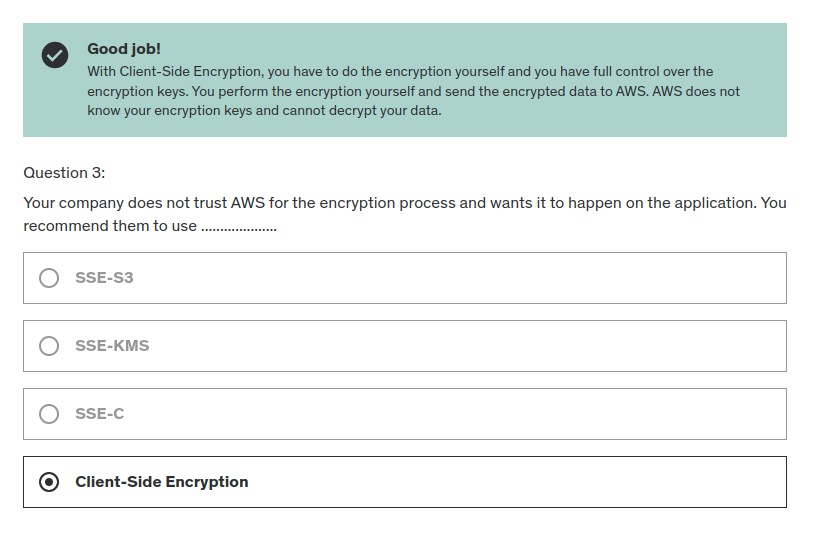 Good job!
With Client-Side Encryption, you have to do the encryption yourself and you have full control over the
encryption keys. You perform the encryption yourself and send the encrypted data to AWS. AWS does not
know your encryption keys and cannot decrypt your data.
Question 3:
Your company does not trust AWS for the encryption process and wants it to happen on the application. You
recommend them to use ....................
SSE-S3
SSE-KMS
SSE-C
Client-Side Encryption